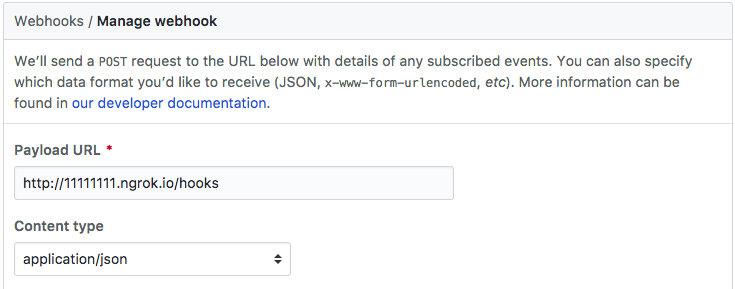 Webhooks / Manage webhook
We’ll send a POST request to the URL below with details of any subscribed events. You can also specify
which data format you’d like to receive (JSON, x-www-form-urlencoded, etc). More information can be
found in our developer documentation.
Payload URL *
http://11111111.ngrok.io/hooks
Content type
application/json